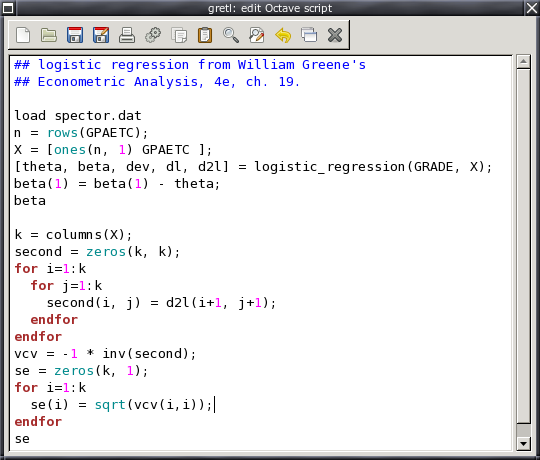 gretl: edit Octave script
## logistic regression from William Greene's
## Econometric Analysis, 4e, ch. 19.
load spector.dat
n = rows(GPAETC);
X = [ones(n, 1) GPAETC ];
[theta, beta, dev, dl, d2l] = logistic_regression(GRADE, X);
beta(1) = beta(1) - theta;
beta
k = columns(X);
second = zeros(k, k);
for i=1:k
  for j=1:k
    second(i, j) = d2l(i+1, j+1);
  endfor
endfor
vcv = -1 * inv(second);
se = zeros(k, 1);
for i=1:k
  se(i) = sqrt(vcv(i,i));
endfor
se